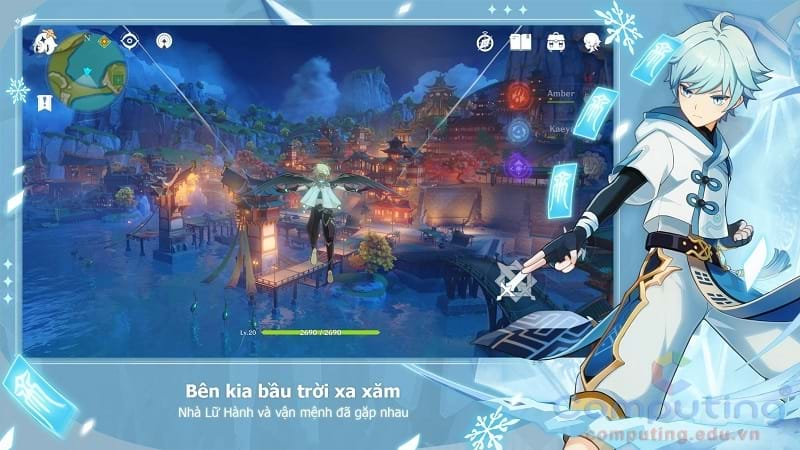 N
Amber
Kaeya
Lv.20
2690 / 2690
Bên kia bầu trời xa xăm
Nhà Lữ Hành và vận mệnh đã gặp nhau
Computing
computing.edu.vn